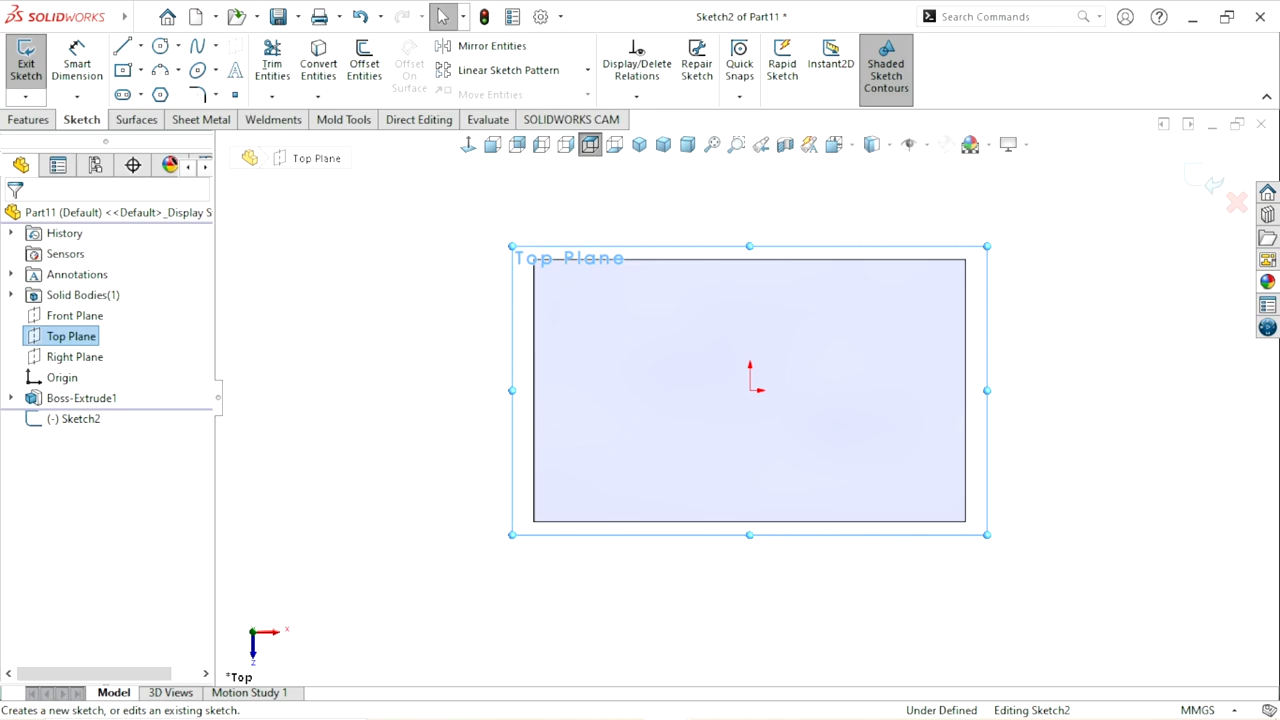 SOLIDWORKS
Sketch2 of Part11 *
Search Commands
Exit Sketch
Smart Dimension
Trim Entities
Convert Entities
Offset Entities
Offset On Surface
Mirror Entities
Linear Sketch Pattern
Move Entities
Display/Delete Relations
Repair Sketch
Quick Snaps
Rapid Sketch
Instant2D
Shaded Sketch Contours
Features
Sketch
Surfaces
Sheet Metal
Weldments
Mold Tools
Direct Editing
Evaluate
SOLIDWORKS CAM
Top Plane
Part11 (Default) <<Default>_Display S
History
Sensors
Annotations
Solid Bodies(1)
Front Plane
Top Plane
Right Plane
Origin
Boss-Extrude1
(-) Sketch2
Top Plane
x
z
*Top
Model
3D Views
Motion Study 1
Creates a new sketch, or edits an existing sketch.
Under Defined
Editing Sketch2
MMGS